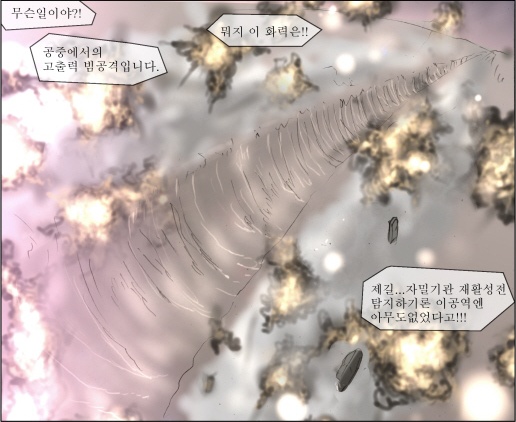 무슨일이야?!
뭐지 이 화력은!!
공중에서의
고출력 빔공격입니다.
제길...자밀기관 재활성전
탐지하기론 이공역엔
아무도없었다고!!!